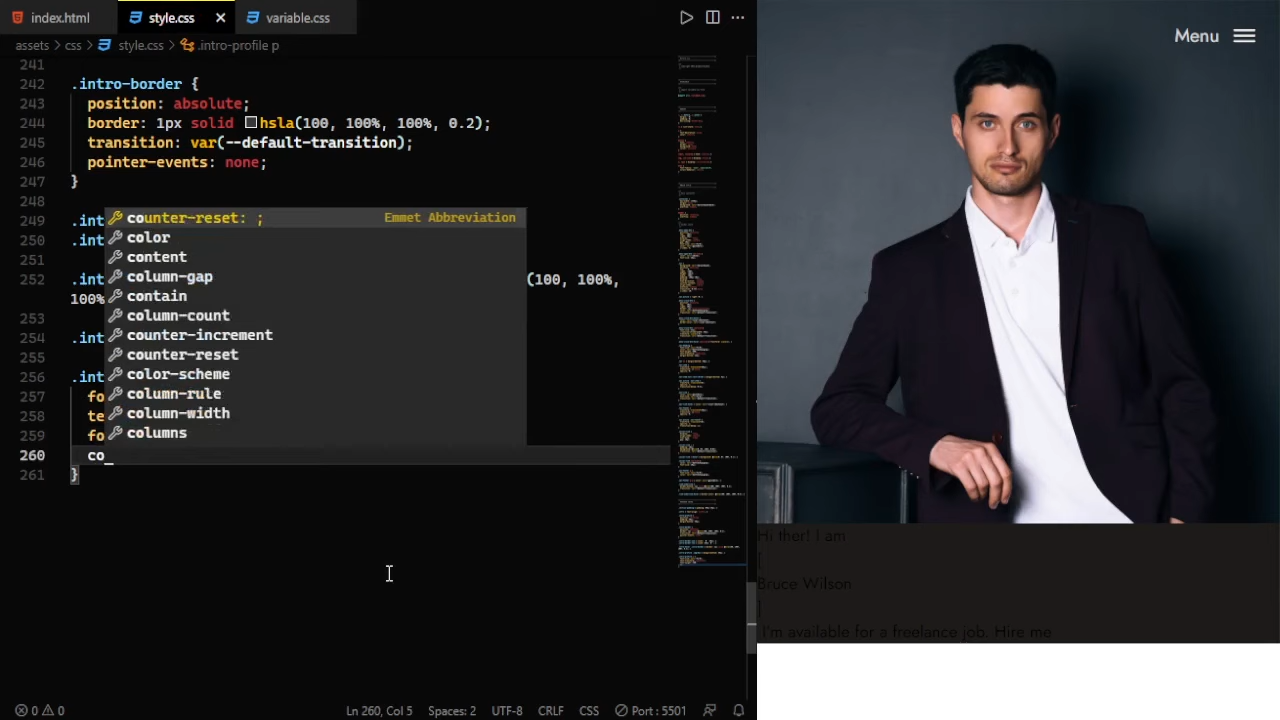 index.html
style.css
variable.css
assets > css > style.css > .intro-profile p
241
242 .intro-border {
243 position: absolute;
244 border: 1px solid hsla(100, 100%, 100%, 0.2);
245 transition: var(--default-transition);
246 pointer-events: none;
247 }
248
249 .int
250 .int
251
252 .int (100, 100%,
100%
253
254 .int
255
256 .int
257 fo
258 te
259 fo
260 co
261 }
counter-reset: ; Emmet Abbreviation
color
content
column-gap
contain
column-count
counter-increment
counter-reset
color-scheme
column-rule
column-width
columns
0 0
Ln 260, Col 5
Spaces: 2
UTF-8
CRLF
CSS
Port : 5501
Menu
Hi ther! I am
|
Bruce Wilson
|
I'm available for a freelance job. Hire me